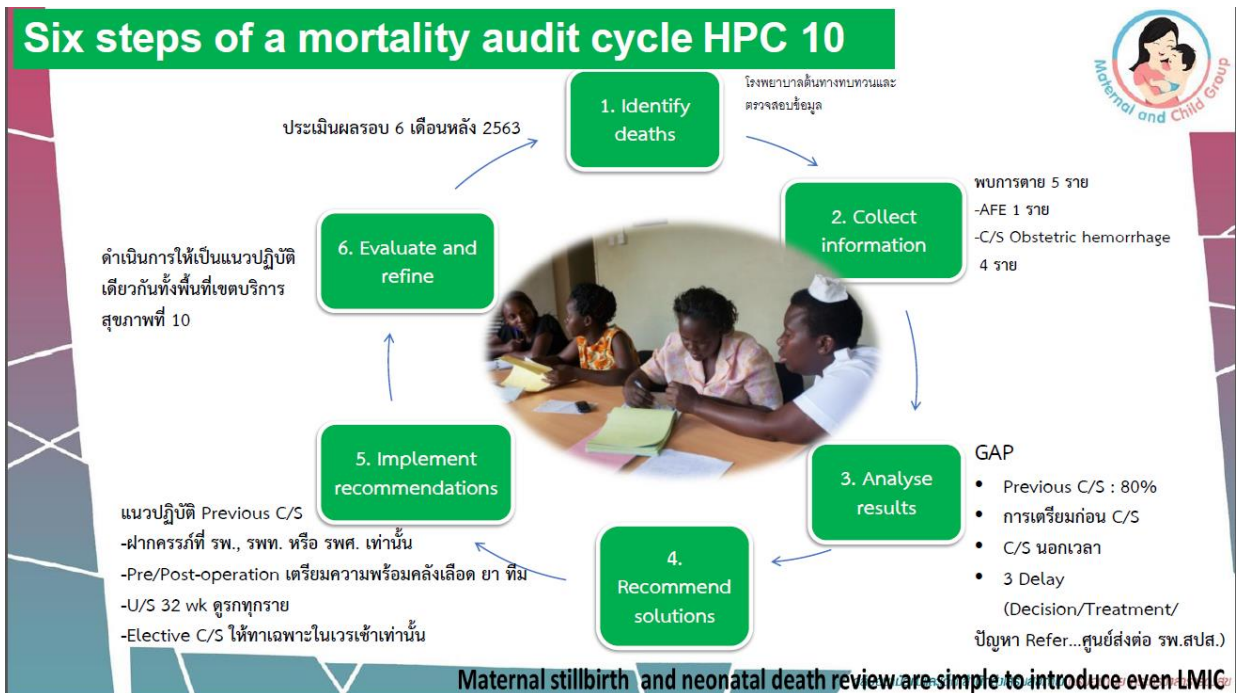 Six steps of a mortality audit cycle HPC 10
Maternal and Child Group
1. Identify
deaths
โรงพยาบาลต้นทางทบทวนและ
ตรวจสอบข้อมูล
2. Collect
information
พบการตาย 5 ราย
-AFE 1 ราย
-C/S Obstetric hemorrhage
4 ราย
3. Analyse
results
GAP
• Previous C/S : 80%
• การเตรียมก่อน C/S
• C/S นอกเวลา
• 3 Delay
(Decision/Treatment/
ปัญหา Refer...ศูนย์ส่งต่อ รพ.สปส.)
4.
Recommend
solutions
5. Implement
recommendations
แนวปฏิบัติ Previous C/S
-ฝากครรภ์ที่ รพ., รพท. หรือ รพศ. เท่านั้น
-Pre/Post-operation เตรียมความพร้อมคลังเลือด ยา ทีม
-U/S 32 wk ดูรกทุกราย
-Elective C/S ให้ทาเฉพาะในเวรเช้าเท่านั้น
6. Evaluate and
refine
ดำเนินการให้เป็นแนวปฏิบัติ
เดียวกันทั้งพื้นที่เขตบริการ
สุขภาพที่ 10
ประเมินผลรอบ 6 เดือนหลัง 2563
Maternal stillbirth and neonatal death review are simple to introduce even LMIC